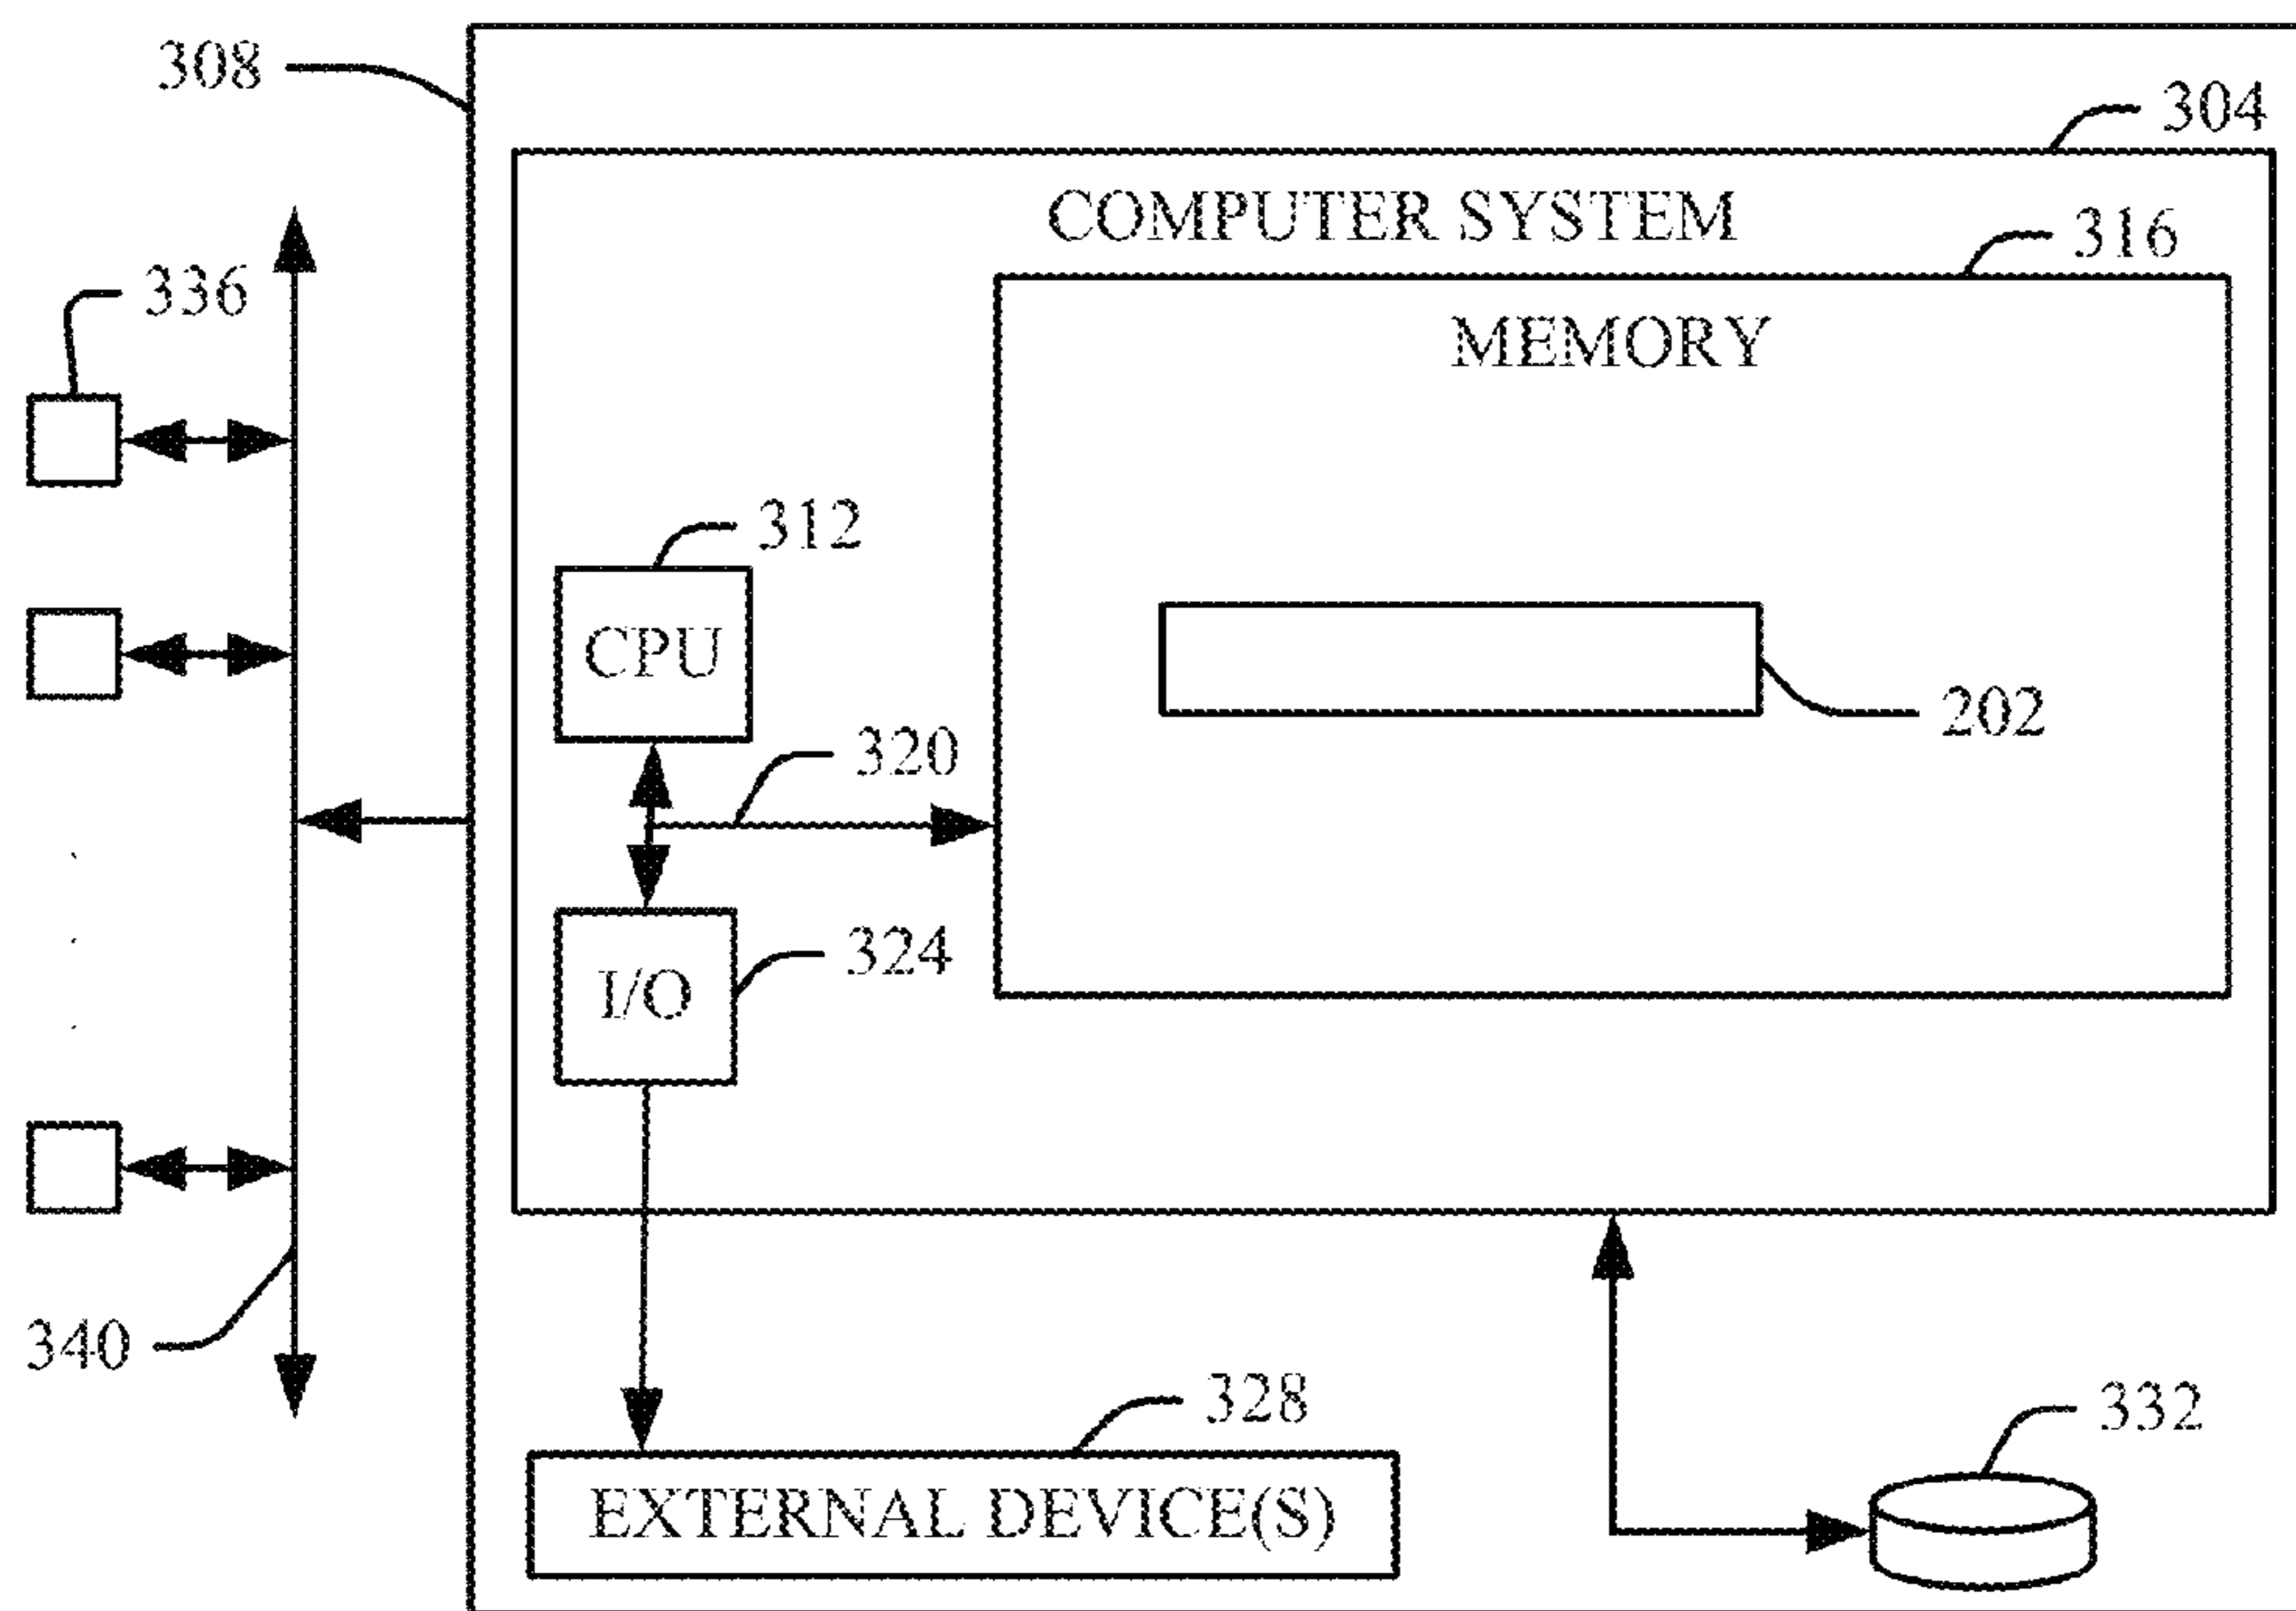 308
304
COMPUTER SYSTEM
316
336
MEMORY
312
CPU
202
320
324
I/O
340
328
332
EXTERNAL DEVICE(S)